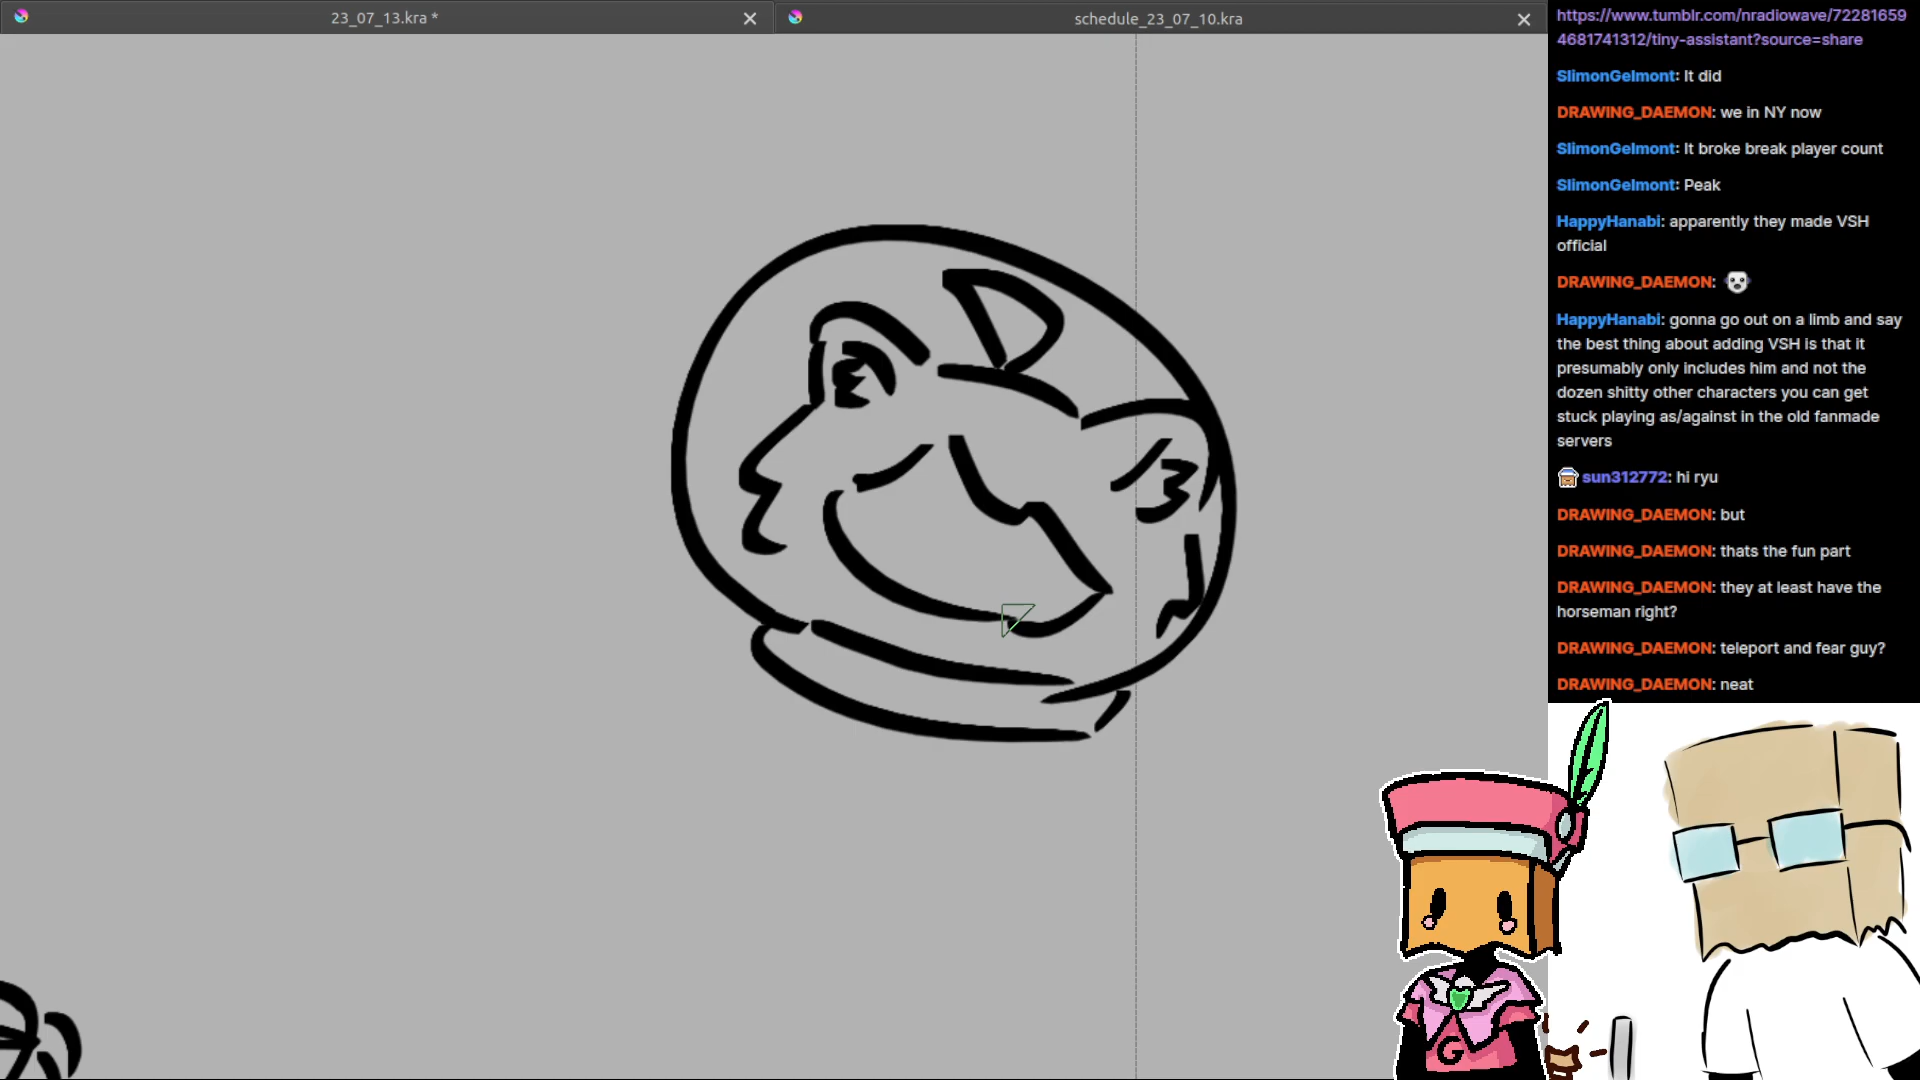 23_07_13.kra *
schedule_23_07_10.kra
https://www.tumblr.com/nradiowave/72281659
4681741312/tiny-assistant?source=share
SlimonGelmont: It did
DRAWING_DAEMON: we in NY now
SlimonGelmont: It broke break player count
SlimonGelmont: Peak
HappyHanabi: apparently they made VSH
official
DRAWING_DAEMON:
HappyHanabi: gonna go out on a limb and say
the best thing about adding VSH is that it
presumably only includes him and not the
dozen shitty other characters you can get
stuck playing as/against in the old fanmade
servers
sun312772: hi ryu
DRAWING_DAEMON: but
DRAWING_DAEMON: thats the fun part
DRAWING_DAEMON: they at least have the
horseman right?
DRAWING_DAEMON: teleport and fear guy?
DRAWING_DAEMON: neat
D
G